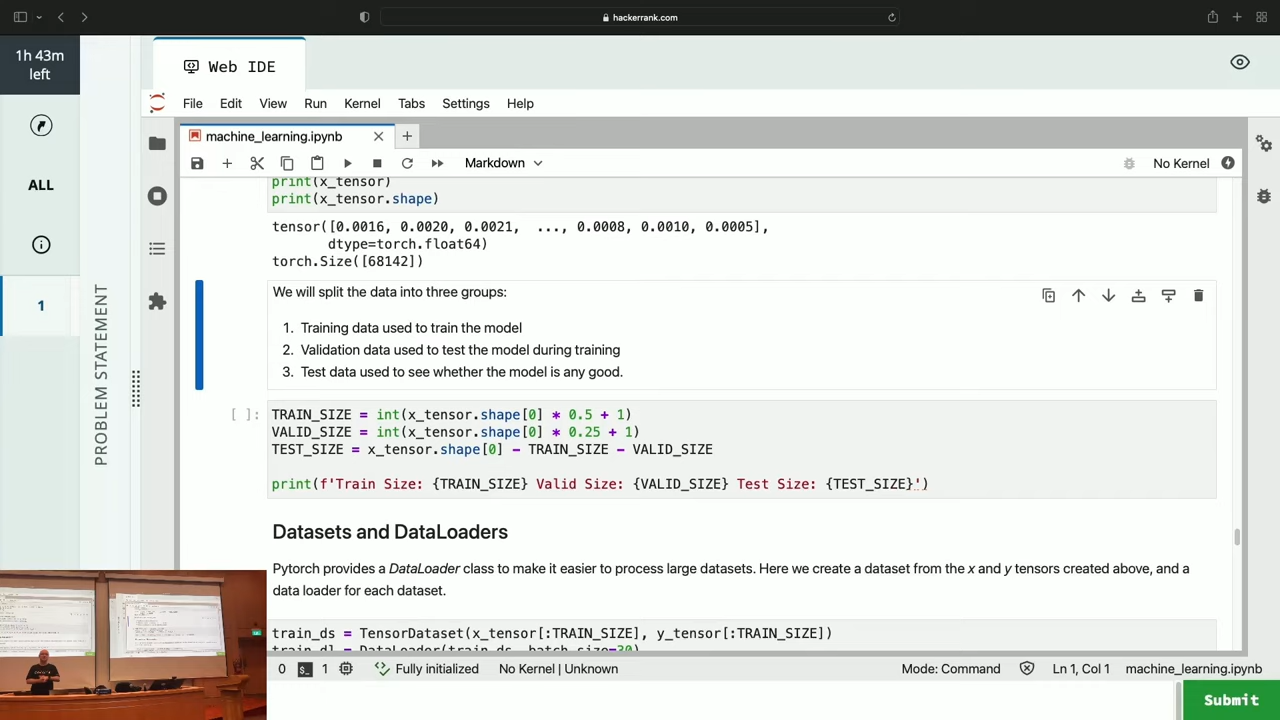 hackerrank.com
1h 43m
left
Web IDE
File Edit View Run Kernel Tabs Settings Help
machine_learning.ipynb
Markdown
No Kernel
ALL
1
PROBLEM STATEMENT
print(x_tensor)
print(x_tensor.shape)
tensor([0.0016, 0.0020, 0.0021,  ..., 0.0008, 0.0010, 0.0005],
dtype=torch.float64)
torch.Size([68142])
We will split the data into three groups:
1. Training data used to train the model
2. Validation data used to test the model during training
3. Test data used to see whether the model is any good.
[ ]:
TRAIN_SIZE = int(x_tensor.shape[0] * 0.5 + 1)
VALID_SIZE = int(x_tensor.shape[0] * 0.25 + 1)
TEST_SIZE = x_tensor.shape[0] - TRAIN_SIZE - VALID_SIZE
print(f'Train Size: {TRAIN_SIZE} Valid Size: {VALID_SIZE} Test Size: {TEST_SIZE}')
Datasets and DataLoaders
Pytorch provides a DataLoader class to make it easier to process large datasets. Here we create a dataset from the x and y tensors created above, and a
data loader for each dataset.
train_ds = TensorDataset(x_tensor[:TRAIN_SIZE], y_tensor[:TRAIN_SIZE])
train_dl = DataLoader(train_ds, batch_size=30)
0 1 Fully initialized No Kernel | Unknown Mode: Command Ln 1, Col 1 machine_learning.ipynb
Submit